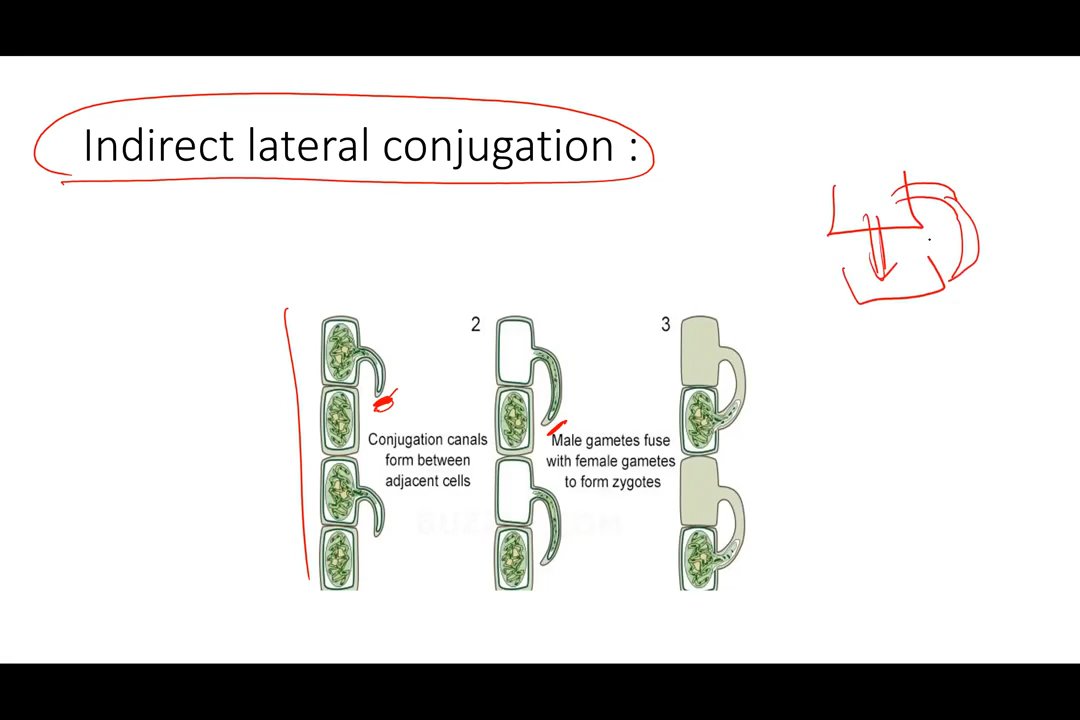 Indirect lateral conjugation :
2
3
Conjugation canals
form between
adjacent cells
Male gametes fuse
with female gametes
to form zygotes